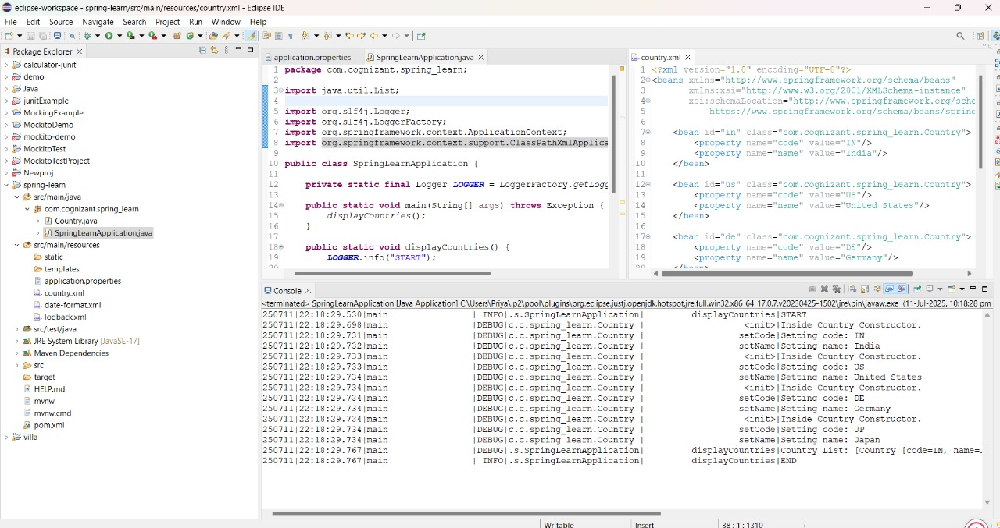 eclipse-workspace - spring-learn/src/main/resources/country.xml - Eclipse IDE
File Edit Source Navigate Search Project Run Window Help
Package Explorer
calculator-junit
demo
Java
junitExample
MockingExample
MockitoDemo
mockito-demo
MockitoTest
MockitoTestProject
Newproj
spring-learn
src/main/java
com.cognizant.spring_learn
Country.java
SpringLearnApplication.java
src/main/resources
static
templates
application.properties
country.xml
date-format.xml
logback.xml
src/test/java
JRE System Library [JavaSE-17]
Maven Dependencies
src
target
HELP.md
mvnw
mvnw.cmd
pom.xml
villa
application.properties SpringLearnApplication.java
1 package com.cognizant.spring_learn;
2
3 import java.util.List;
4
5 import org.slf4j.Logger;
6 import org.slf4j.LoggerFactory;
7 import org.springframework.context.ApplicationContext;
8 import org.springframework.context.support.ClassPathXmlApplica
9
10 public class SpringLearnApplication {
11
12 private static final Logger LOGGER = LoggerFactory.getLogg
13
14 public static void main(String[] args) throws Exception {
15 displayCountries();
16 }
17
18 public static void displayCountries() {
19 LOGGER.info("START");
20
country.xml
1 <?xml version="1.0" encoding="UTF-8"?>
2 <beans xmlns="http://www.springframework.org/schema/beans"
3 xmlns:xsi="http://www.w3.org/2001/XMLSchema-instance"
4 xsi:schemaLocation="http://www.springframework.org/sche
5 https://www.springframework.org/schema/beans/spring
6
7 <bean id="in" class="com.cognizant.spring_learn.Country">
8 <property name="code" value="IN"/>
9 <property name="name" value="India"/>
10 </bean>
11
12 <bean id="us" class="com.cognizant.spring_learn.Country">
13 <property name="code" value="US"/>
14 <property name="name" value="United States"/>
15 </bean>
16
17 <bean id="de" class="com.cognizant.spring_learn.Country">
18 <property name="code" value="DE"/>
19 <property name="name" value="Germany"/>
20 </bean>
Console
<terminated> SpringLearnApplication [Java Application] C:\Users\Priya\.p2\pool\plugins\org.eclipse.justj.openjdk.hotspot.jre.full.win32.x86_64_17.0.7.v20230425-1502\jre\bin\javaw.exe (11-Jul-2025, 10:18:28 pm
250711|22:18:29.530|main | INFO|.s.SpringLearnApplication| displayCountries|START
250711|22:18:29.698|main |DEBUG|c.c.spring_learn.Country | <init>|Inside Country Constructor.
250711|22:18:29.731|main |DEBUG|c.c.spring_learn.Country | setCode|Setting code: IN
250711|22:18:29.732|main |DEBUG|c.c.spring_learn.Country | setName|Setting name: India
250711|22:18:29.733|main |DEBUG|c.c.spring_learn.Country | <init>|Inside Country Constructor.
250711|22:18:29.733|main |DEBUG|c.c.spring_learn.Country | setCode|Setting code: US
250711|22:18:29.734|main |DEBUG|c.c.spring_learn.Country | setName|Setting name: United States
250711|22:18:29.734|main |DEBUG|c.c.spring_learn.Country | <init>|Inside Country Constructor.
250711|22:18:29.734|main |DEBUG|c.c.spring_learn.Country | setCode|Setting code: DE
250711|22:18:29.734|main |DEBUG|c.c.spring_learn.Country | setName|Setting name: Germany
250711|22:18:29.734|main |DEBUG|c.c.spring_learn.Country | <init>|Inside Country Constructor.
250711|22:18:29.734|main |DEBUG|c.c.spring_learn.Country | setCode|Setting code: JP
250711|22:18:29.734|main |DEBUG|c.c.spring_learn.Country | setName|Setting name: Japan
250711|22:18:29.767|main |DEBUG|.s.SpringLearnApplication| displayCountries|Country List: [Country [code=IN, name=
250711|22:18:29.767|main | INFO|.s.SpringLearnApplication| displayCountries|END
Writable Insert 38 : 1 : 1310